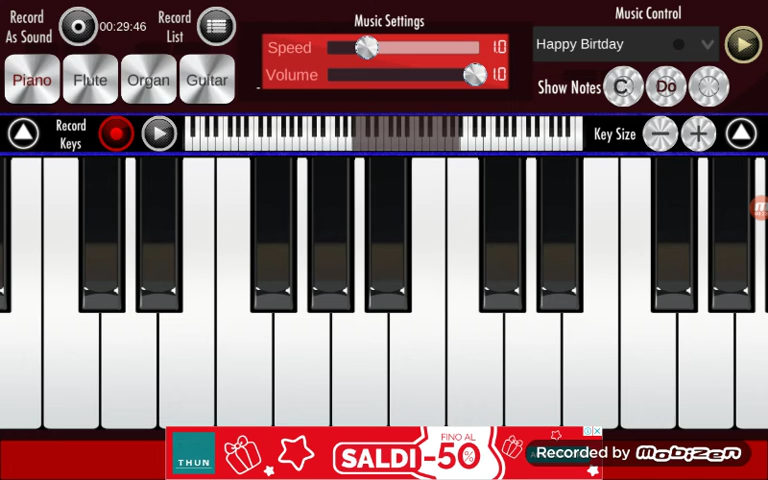 Record
As Sound
00:29:46
Record
List
Music Settings
Speed 1.0
Volume 1.0
Music Control
Happy Birtday
Piano
Flute
Organ
Guitar
Show Notes
C
Do
Record
Keys
Key Size
THUN
SALDI
FINO AL
-50%
Recorded by mobizen